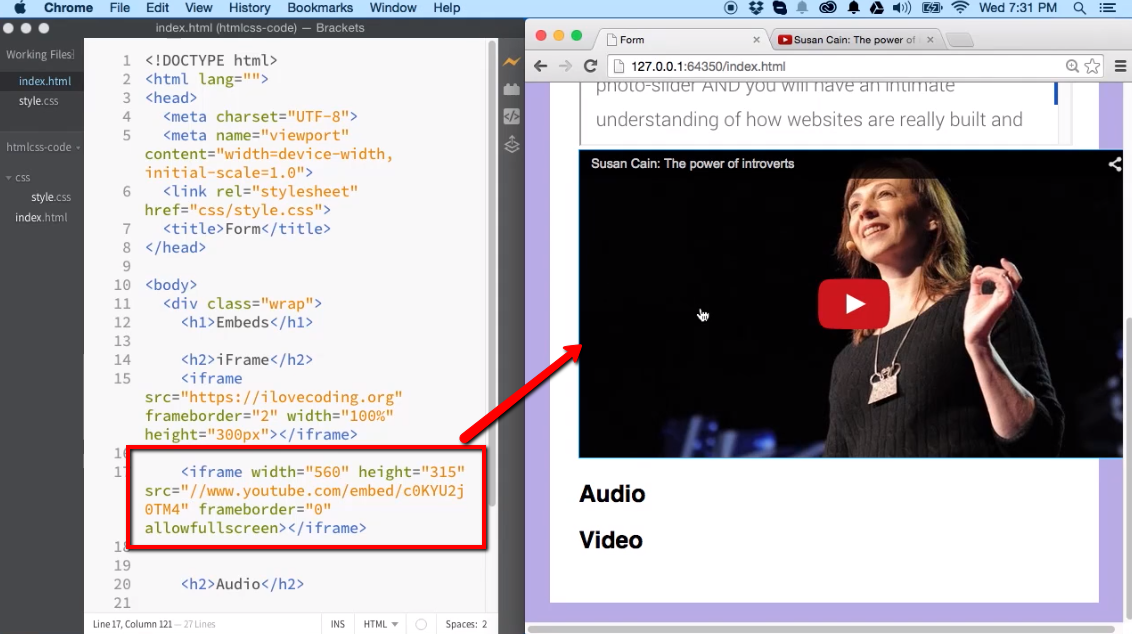 Chrome File Edit View History Bookmarks Window Help
Wed 7:31 PM
index.html (htmlcss-code) — Brackets
Working Files
index.html
style.css
htmlcss-code
css
style.css
index.html
1 <!DOCTYPE html>
2 <html lang="">
3 <head>
4 <meta charset="UTF-8">
5 <meta name="viewport"
content="width=device-width,
initial-scale=1.0">
6 <link rel="stylesheet"
href="css/style.css">
7 <title>Form</title>
8 </head>
9
10 <body>
11 <div class="wrap">
12 <h1>Embeds</h1>
13
14 <h2>iFrame</h2>
15 <iframe
src="https://ilovecoding.org"
frameborder="2" width="100%"
height="300px"></iframe>
16
17 <iframe width="560" height="315"
src="//www.youtube.com/embed/c0KYU2j
0TM4" frameborder="0"
allowfullscreen></iframe>
18
19
20 <h2>Audio</h2>
21
Line 17, Column 121 — 27 Lines
INS HTML Spaces: 2
Form
Susan Cain: The power of
127.0.0.1:64350/index.html
photo-slider AND you will have an intimate
understanding of how websites are really built and
Susan Cain: The power of introverts
Audio
Video